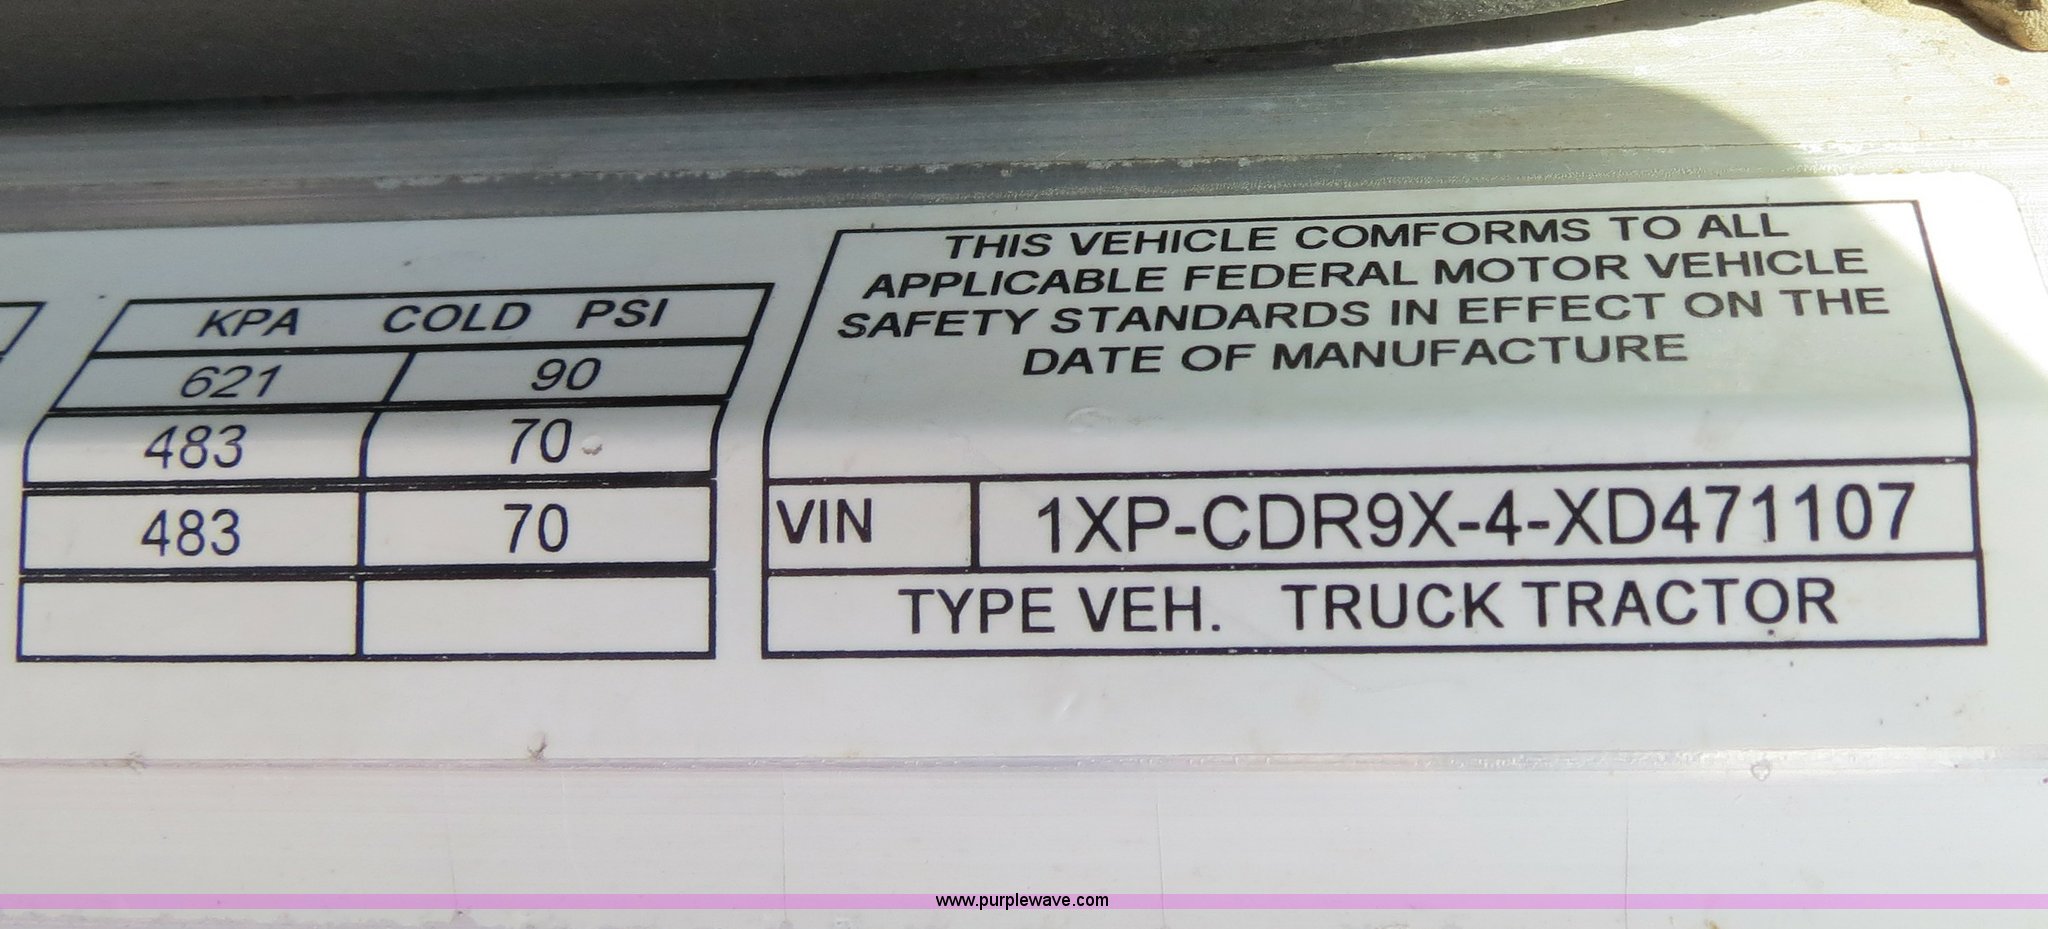 KPA COLD PSI
621 90
483 70
483 70
THIS VEHICLE COMFORMS TO ALL
APPLICABLE FEDERAL MOTOR VEHICLE
SAFETY STANDARDS IN EFFECT ON THE
DATE OF MANUFACTURE
VIN 1XP-CDR9X-4-XD471107
TYPE VEH. TRUCK TRACTOR
www.purplewave.com